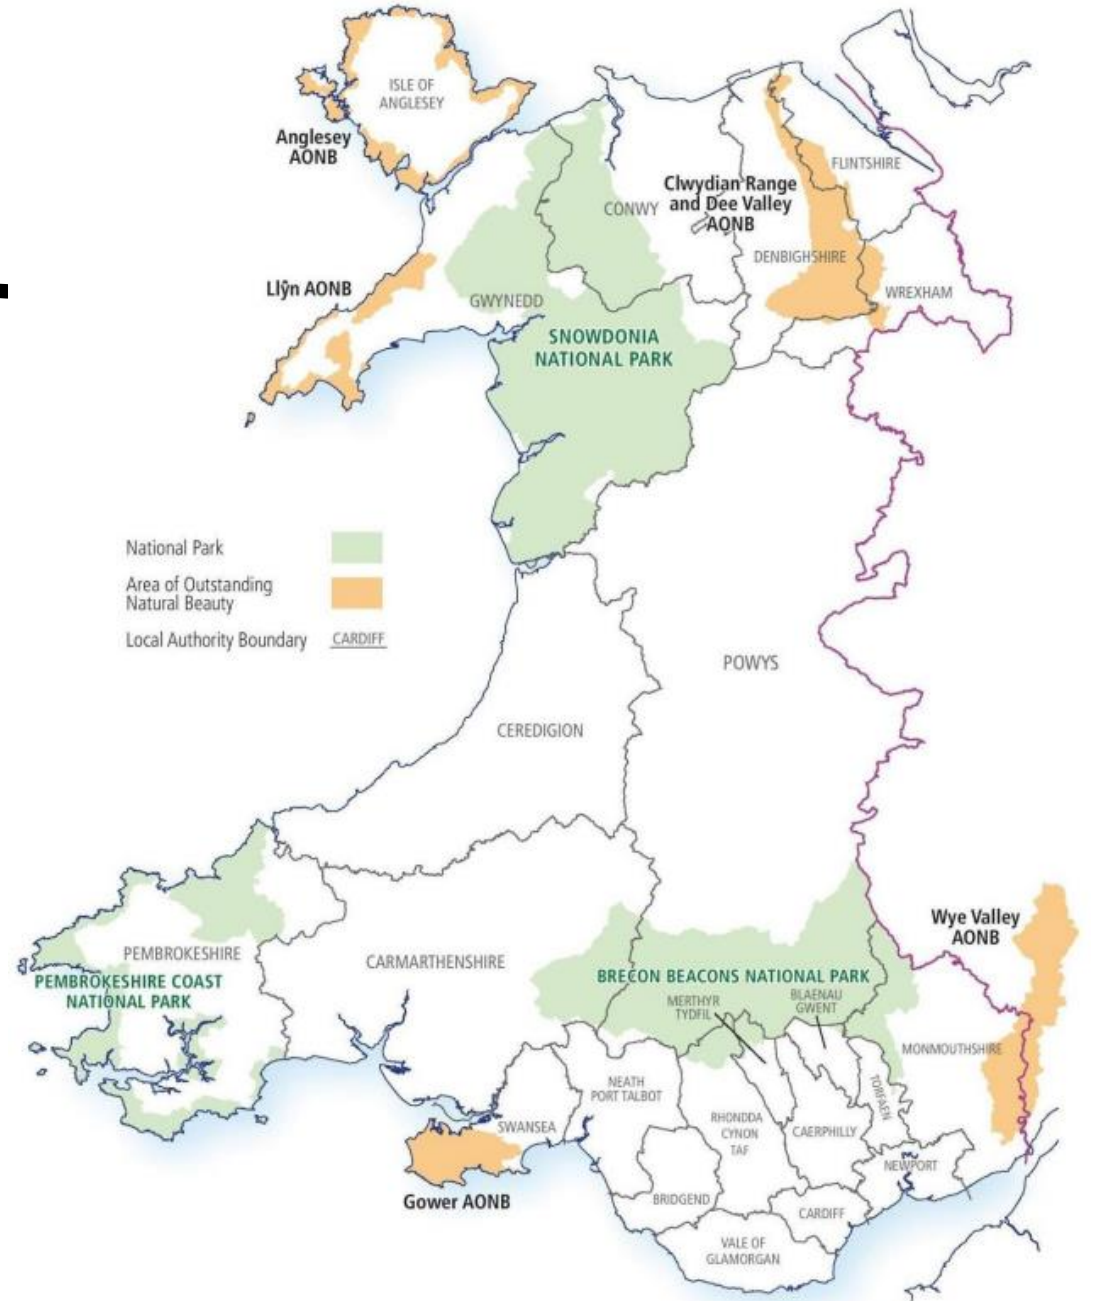 ISLE OF
ANGLESEY
Anglesey
AONB
FLINTSHIRE
Clwydian Range
and Dee Valley
AONB
CONWY
DENBIGHSHIRE
Llŷn AONB
GWYNEDD
WREXHAM
SNOWDONIA
NATIONAL PARK
National Park
Area of Outstanding
Natural Beauty
Local Authority Boundary
CARDIFF
POWYS
CEREDIGION
Wye Valley
AONB
PEMBROKESHIRE
CARMARTHENSHIRE
PEMBROKESHIRE COAST
NATIONAL PARK
BRECON BEACONS NATIONAL PARK
MERTHYR
TYDFIL
BLAENAU
GWENT
MONMOUTHSHIRE
NEATH
PORT TALBOT
TORFAEN
RHONDDA
CYNON
TAF
SWANSEA
CAERPHILLY
NEWPORT
Gower AONB
BRIDGEND
CARDIFF
VALE OF
GLAMORGAN